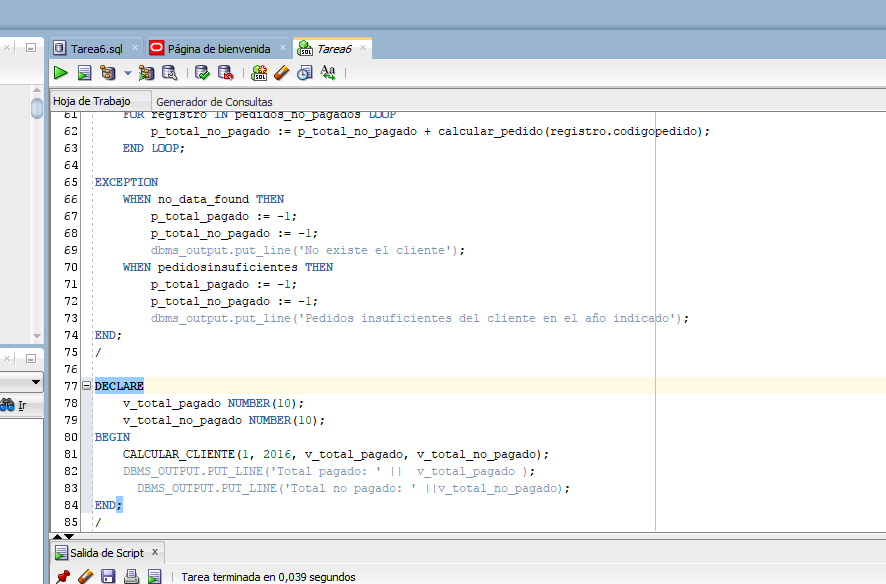 Tarea6.sql
Página de bienvenida
Tarea6
Hoja de Trabajo
Generador de Consultas
61 FOR registro IN pedidos_no_pagados LOOP
62 p_total_no_pagado := p_total_no_pagado + calcular_pedido(registro.codigopedido);
63 END LOOP;
64
65 EXCEPTION
66 WHEN no_data_found THEN
67 p_total_pagado := -1;
68 p_total_no_pagado := -1;
69 dbms_output.put_line('No existe el cliente');
70 WHEN pedidosinsuficientes THEN
71 p_total_pagado := -1;
72 p_total_no_pagado := -1;
73 dbms_output.put_line('Pedidos insuficientes del cliente en el año indicado');
74 END;
75 /
76
77 DECLARE
78 v_total_pagado NUMBER(10);
79 v_total_no_pagado NUMBER(10);
80 BEGIN
81 CALCULAR_CLIENTE(1, 2016, v_total_pagado, v_total_no_pagado);
82 DBMS_OUTPUT.PUT_LINE('Total pagado: ' || v_total_pagado );
83 DBMS_OUTPUT.PUT_LINE('Total no pagado: ' ||v_total_no_pagado);
84 END;
85 /
Ir
Salida de Script
Tarea terminada en 0,039 segundos